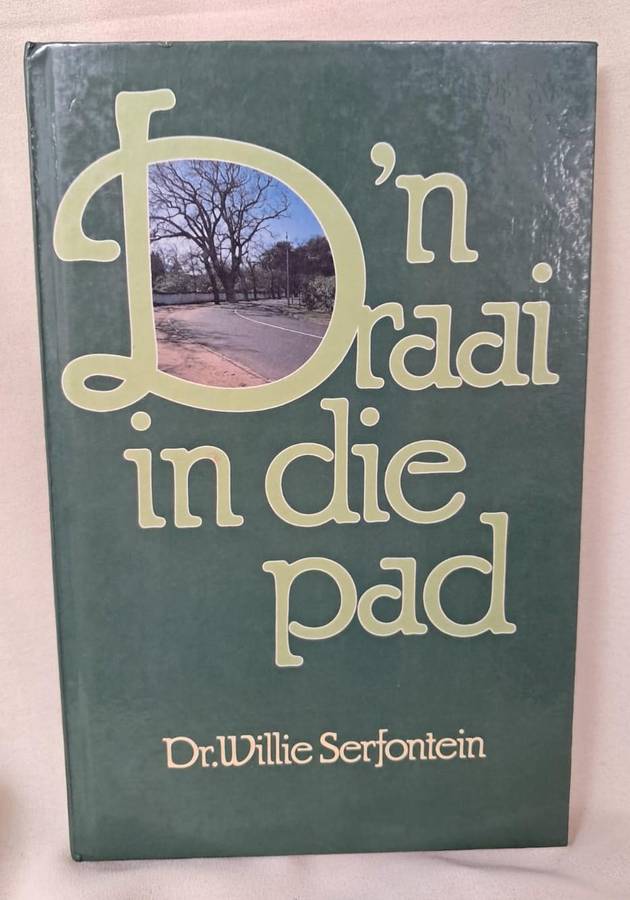 'n
Draai
in die
pad
Dr. Willie Serfontein